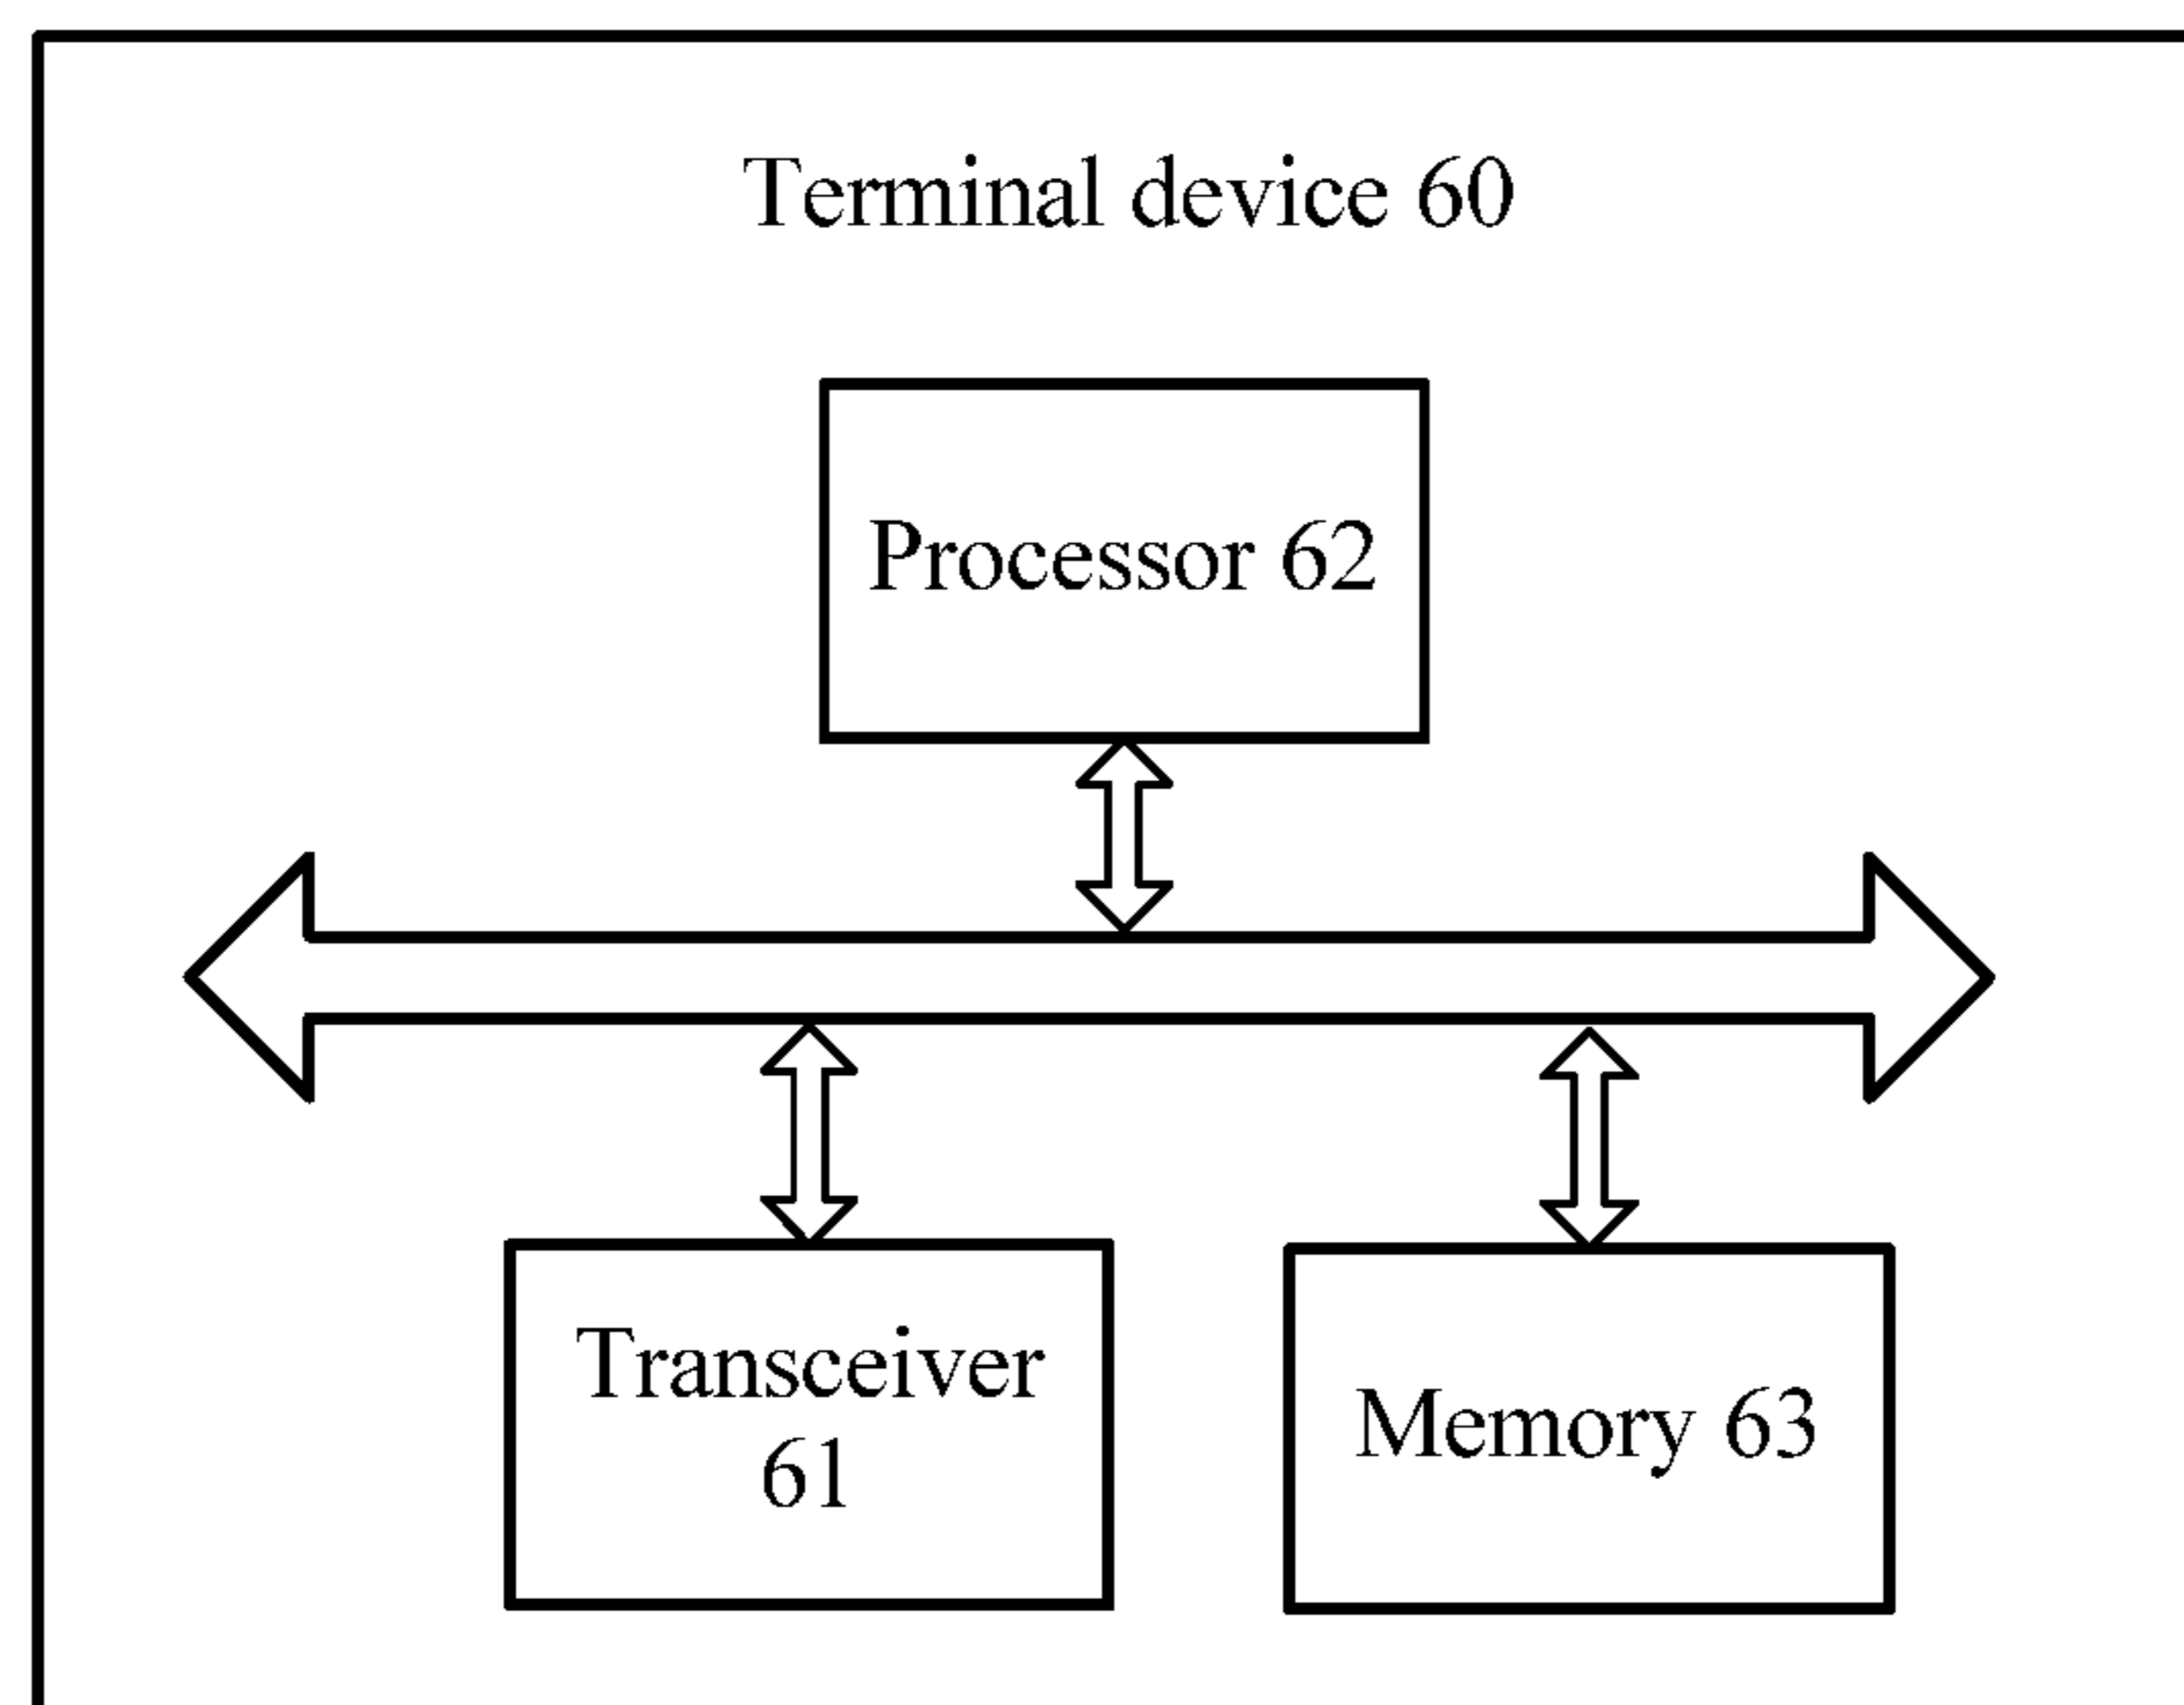 Terminal device 60
Processor 62
Transceiver
61
Memory 63